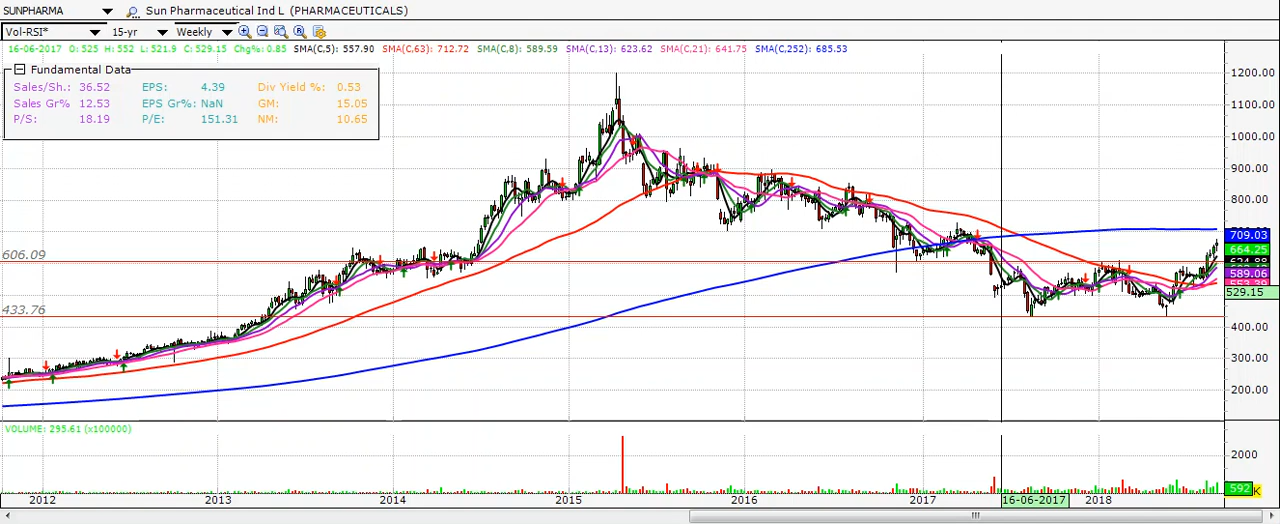 SUNPHARMA Sun Pharmaceutical Ind L (PHARMACEUTICALS)
Vol-RSI* 15-yr Weekly
16-06-2017 O: 525 H: 552 L: 521.9 C: 529.15 Chg%: 0.85 SMA(C,5): 557.90 SMA(C,63): 712.72 SMA(C,8): 589.59 SMA(C,13): 623.62 SMA(C,21): 641.75 SMA(C,252): 685.53
Fundamental Data
Sales/Sh.: 36.52 EPS: 4.39 Div Yield %: 0.53
Sales Gr% 12.53 EPS Gr%: NaN GM: 15.05
P/S: 18.19 P/E: 151.31 NM: 10.65
1200.00
1100.00
1000.00
900.00
800.00
709.03
664.25
606.09
589.06
529.15
433.76
400.00
300.00
200.00
VOLUME: 295.61 (x100000)
2000
592 K
2012 2013 2014 2015 2016 2017 16-06-2017 2018